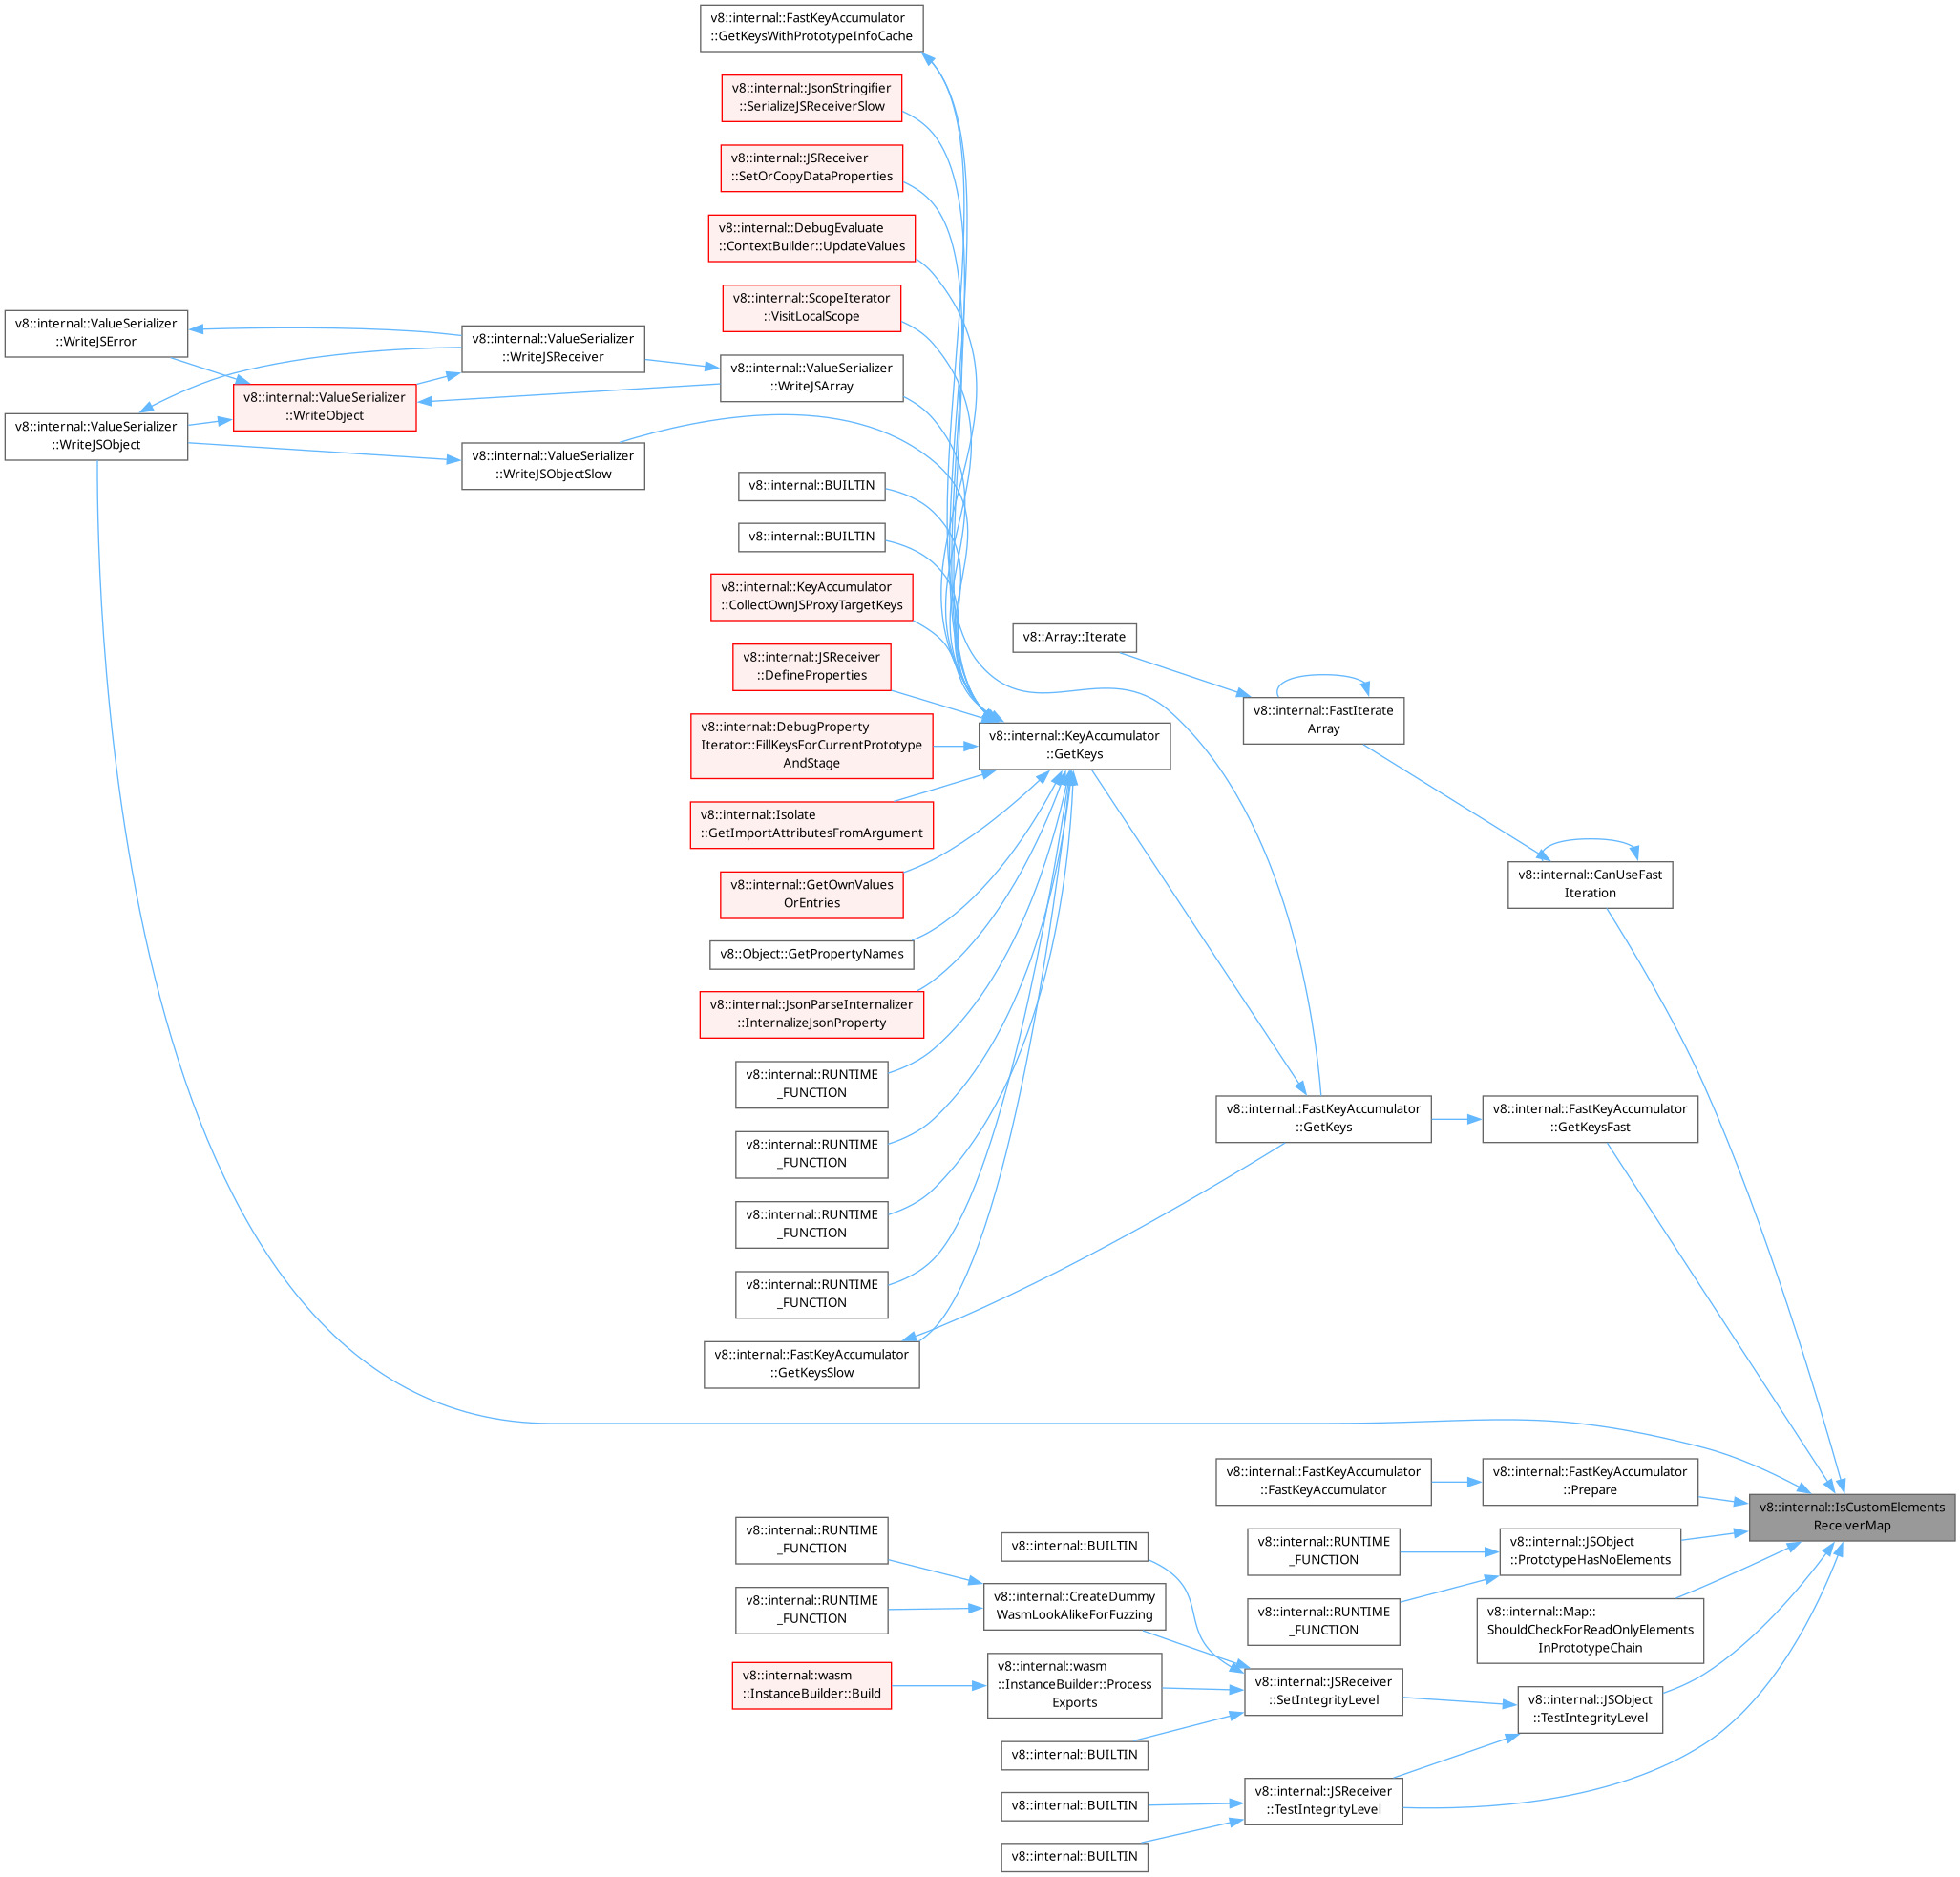 v8::internal::FastKeyAccumulator
::GetKeysWithPrototypeInfoCache
v8::internal::JsonStringifier
::SerializeJSReceiverSlow
v8::internal::JSReceiver
::SetOrCopyDataProperties
v8::internal::DebugEvaluate
::ContextBuilder::UpdateValues
v8::internal::ScopeIterator
::VisitLocalScope
v8::internal::ValueSerializer
::WriteJSError
v8::internal::ValueSerializer
::WriteJSReceiver
v8::internal::ValueSerializer
::WriteJSArray
v8::internal::ValueSerializer
::WriteObject
v8::internal::ValueSerializer
::WriteJSObject
v8::internal::ValueSerializer
::WriteJSObjectSlow
v8::internal::BUILTIN
v8::internal::BUILTIN
v8::internal::KeyAccumulator
::CollectOwnJSProxyTargetKeys
v8::Array::Iterate
v8::internal::JSReceiver
::DefineProperties
v8::internal::FastIterate
Array
v8::internal::DebugProperty
Iterator::FillKeysForCurrentPrototype
AndStage
v8::internal::KeyAccumulator
::GetKeys
v8::internal::Isolate
::GetImportAttributesFromArgument
v8::internal::GetOwnValues
OrEntries
v8::internal::CanUseFast
Iteration
v8::Object::GetPropertyNames
v8::internal::JsonParseInternalizer
::InternalizeJsonProperty
v8::internal::RUNTIME
_FUNCTION
v8::internal::FastKeyAccumulator
::GetKeys
v8::internal::FastKeyAccumulator
::GetKeysFast
v8::internal::RUNTIME
_FUNCTION
v8::internal::RUNTIME
_FUNCTION
v8::internal::RUNTIME
_FUNCTION
v8::internal::FastKeyAccumulator
::GetKeysSlow
v8::internal::FastKeyAccumulator
::FastKeyAccumulator
v8::internal::FastKeyAccumulator
::Prepare
v8::internal::IsCustomElements
ReceiverMap
v8::internal::RUNTIME
_FUNCTION
v8::internal::BUILTIN
v8::internal::RUNTIME
_FUNCTION
v8::internal::JSObject
::PrototypeHasNoElements
v8::internal::RUNTIME
_FUNCTION
v8::internal::CreateDummy
WasmLookAlikeForFuzzing
v8::internal::RUNTIME
_FUNCTION
v8::internal::Map::
ShouldCheckForReadOnlyElements
InPrototypeChain
v8::internal::wasm
::InstanceBuilder::Build
v8::internal::wasm
::InstanceBuilder::Process
Exports
v8::internal::JSReceiver
::SetIntegrityLevel
v8::internal::JSObject
::TestIntegrityLevel
v8::internal::BUILTIN
v8::internal::BUILTIN
v8::internal::JSReceiver
::TestIntegrityLevel
v8::internal::BUILTIN